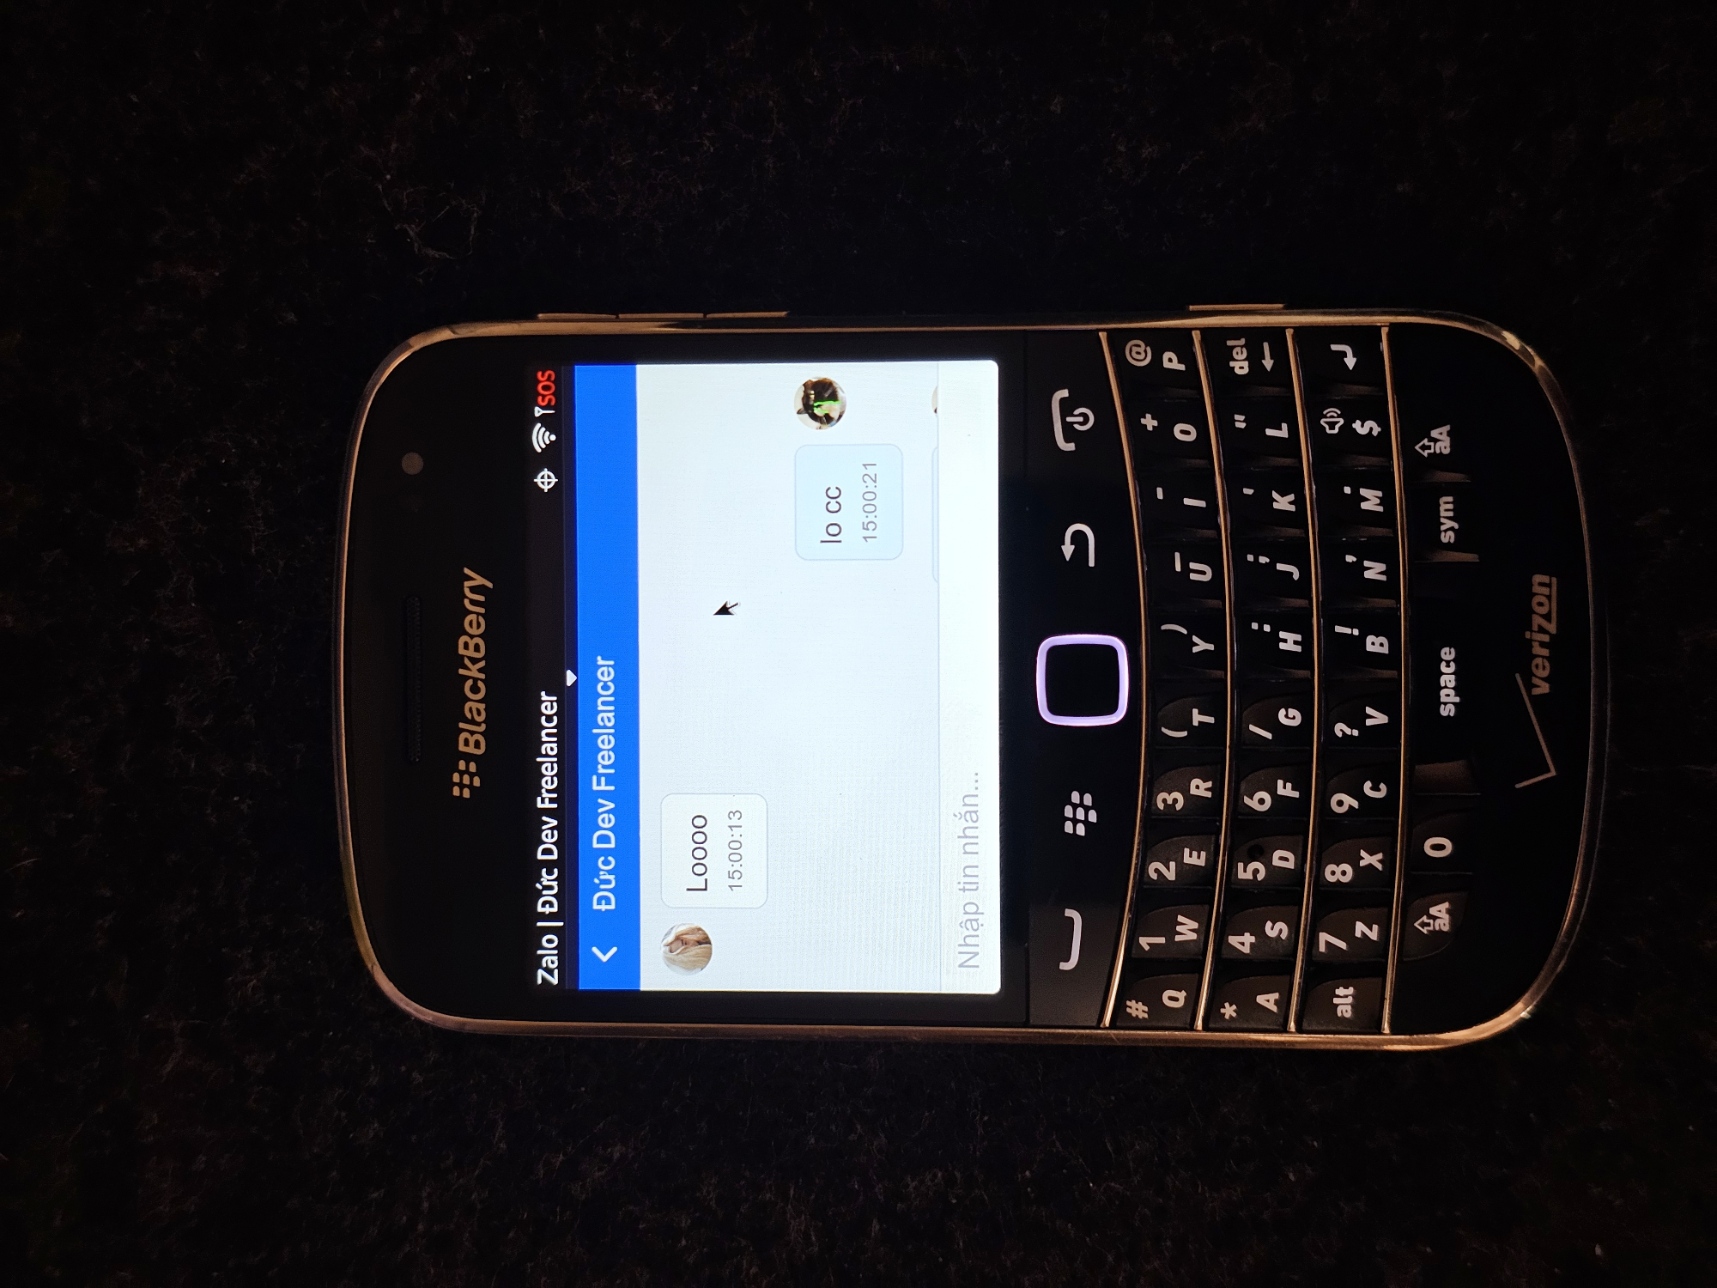 BlackBerry
Zalo | Đức Dev Freelancer
SOS
Đức Dev Freelancer
Loooo
15:00:13
lo cc
15:00:21
Nhập tin nhắn...
# 1 2 3 ( ) _ - + @
Q W E R T Y U I O P
* 4 5 6 / : ; ' " del
A S D F G H J K L
alt 7 8 9 ? ! , .
Z X C V B N M $
aA 0 space sym aA
verizon